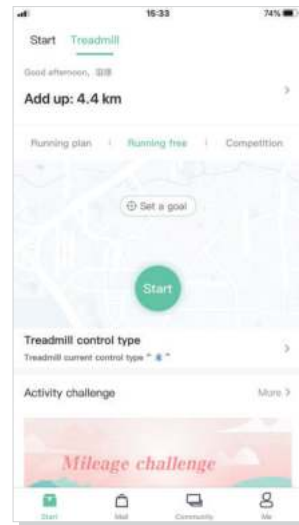 15:33 74%
Start Treadmill
Good afternoon,
Add up: 4.4 km
Running plan Running free Competition
Set a goal
Start
Treadmill control type
Treadmill current control type
Activity challenge More >
Mileage challenge
Start Mall Community Me